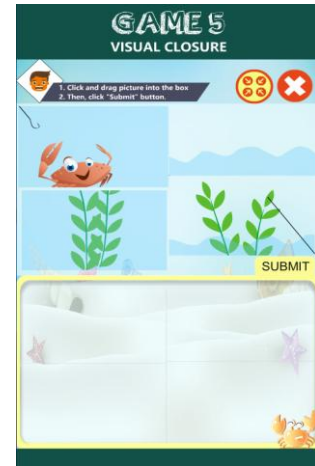 GAME 5
VISUAL CLOSURE
1. Click and drag picture into the box
2. Then, click "Submit" button.
SUBMIT